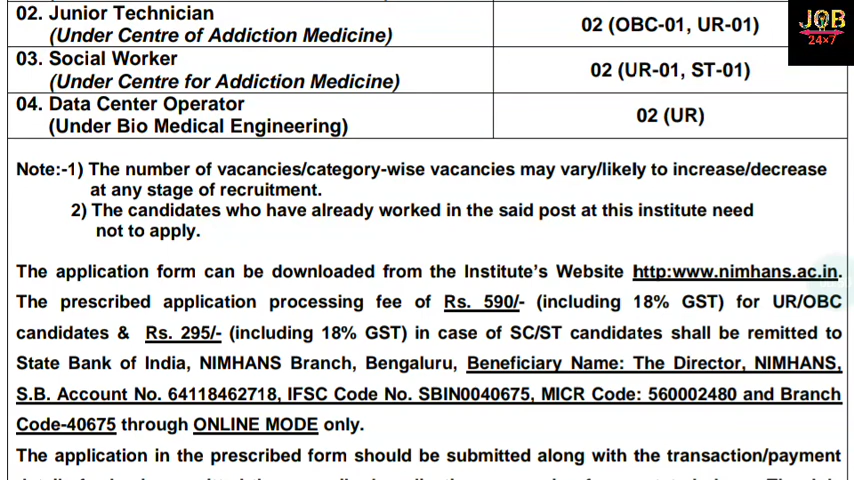 JOB
24×7
02. Junior Technician
(Under Centre of Addiction Medicine)
02 (OBC-01, UR-01)
03. Social Worker
(Under Centre for Addiction Medicine)
02 (UR-01, ST-01)
04. Data Center Operator
(Under Bio Medical Engineering)
02 (UR)
Note:-1) The number of vacancies/category-wise vacancies may vary/likely to increase/decrease
at any stage of recruitment.
2) The candidates who have already worked in the said post at this institute need
not to apply.
The application form can be downloaded from the Institute's Website http:www.nimhans.ac.in.
The prescribed application processing fee of Rs. 590/- (including 18% GST) for UR/OBC
candidates & Rs. 295/- (including 18% GST) in case of SC/ST candidates shall be remitted to
State Bank of India, NIMHANS Branch, Bengaluru, Beneficiary Name: The Director, NIMHANS,
S.B. Account No. 64118462718, IFSC Code No. SBIN0040675, MICR Code: 560002480 and Branch
Code-40675 through ONLINE MODE only.
The application in the prescribed form should be submitted along with the transaction/payment